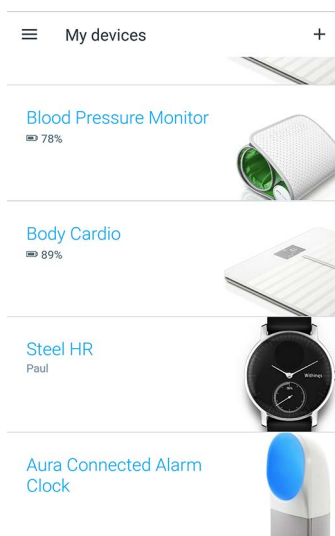 My devices
Blood Pressure Monitor
78%
Body Cardio
89%
Steel HR
Paul
Withings
Aura Connected Alarm
Clock